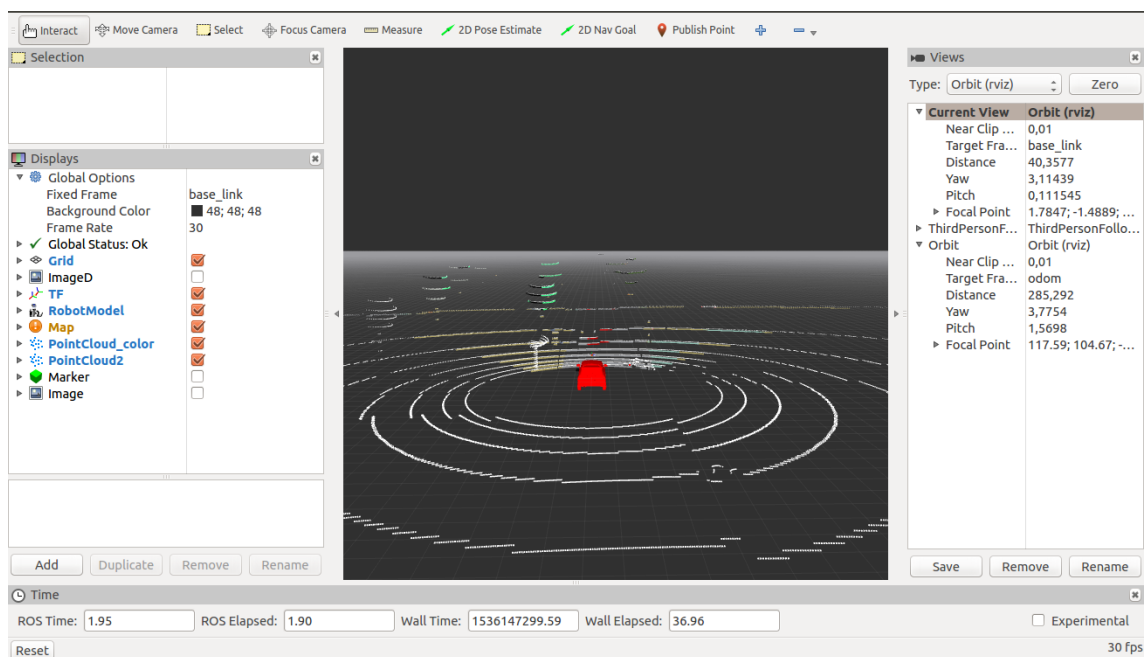 Interact Move Camera Select Focus Camera Measure 2D Pose Estimate 2D Nav Goal Publish Point
Selection
Displays
Global Options
Fixed Frame base_link
Background Color 48; 48; 48
Frame Rate 30
Global Status: Ok
Grid
ImageD
TF
RobotModel
Map
PointCloud_color
PointCloud2
Marker
Image
Add Duplicate Remove Rename
Views
Type: Orbit (rviz) Zero
Current View Orbit (rviz)
Near Clip ... 0,01
Target Fra... base_link
Distance 40,3577
Yaw 3,11439
Pitch 0,111545
Focal Point 1.7847; -1.4889; ...
ThirdPersonF... ThirdPersonFollo...
Orbit Orbit (rviz)
Near Clip ... 0,01
Target Fra... odom
Distance 285,292
Yaw 3,7754
Pitch 1,5698
Focal Point 117.59; 104.67; -...
Save Remove Rename
Time
ROS Time: 1.95 ROS Elapsed: 1.90 Wall Time: 1536147299.59 Wall Elapsed: 36.96 Experimental
Reset 30 fps